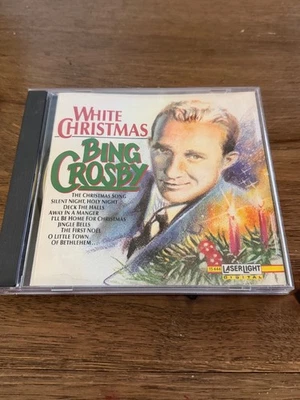 WHITE
CHRISTMAS
BING
CROSBY
THE CHRISTMAS SONG
SILENT NIGHT, HOLY NIGHT
DECK THE HALLS
AWAY IN A MANGER
I'LL BE HOME FOR CHRISTMAS
JINGLE BELLS
THE FIRST NOEL
O LITTLE TOWN
OF BETHLEHEM...
LASERLIGHT
DIGITAL